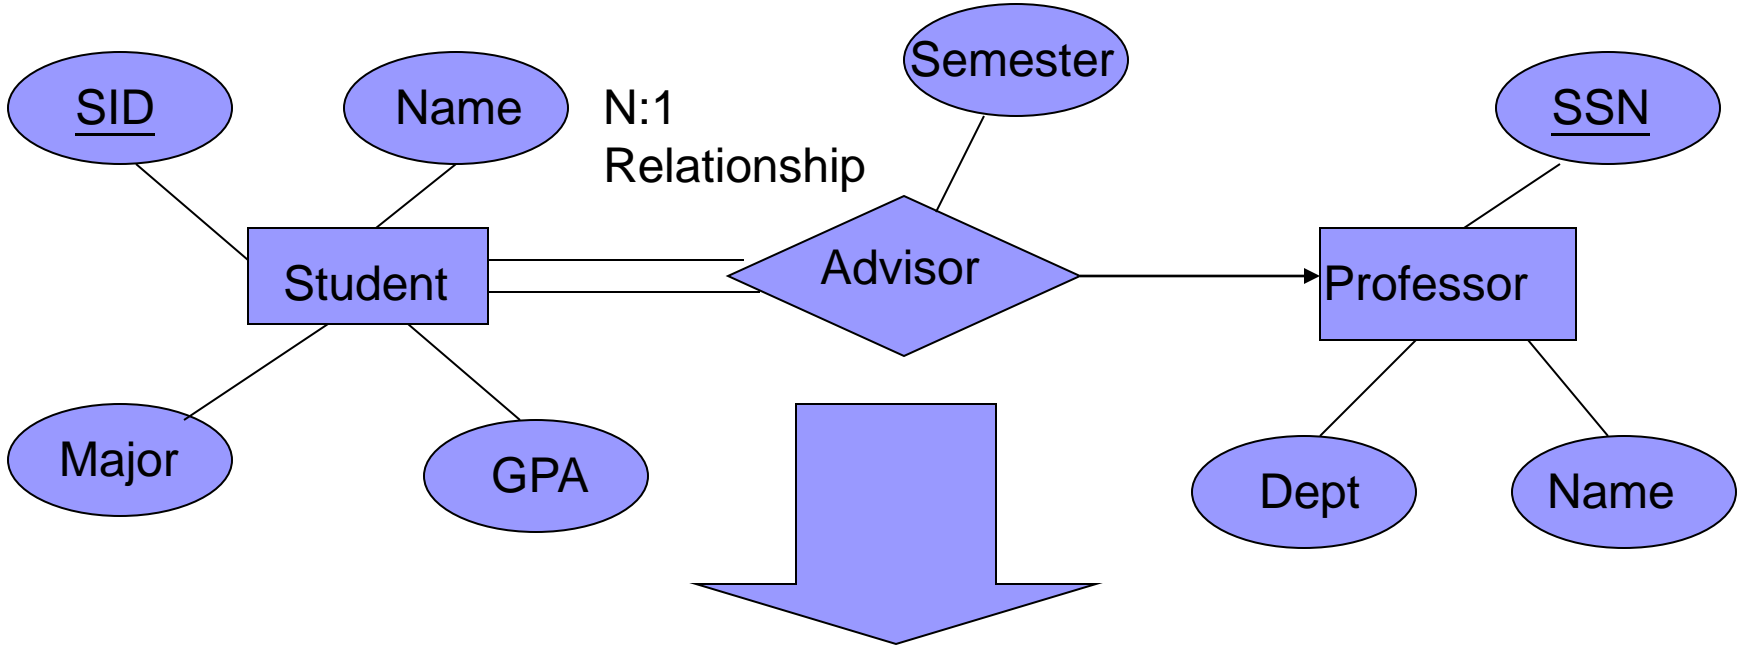 SID
Name
N:1
Relationship
Semester
SSN
Student
Advisor
Professor
Major
GPA
Dept
Name